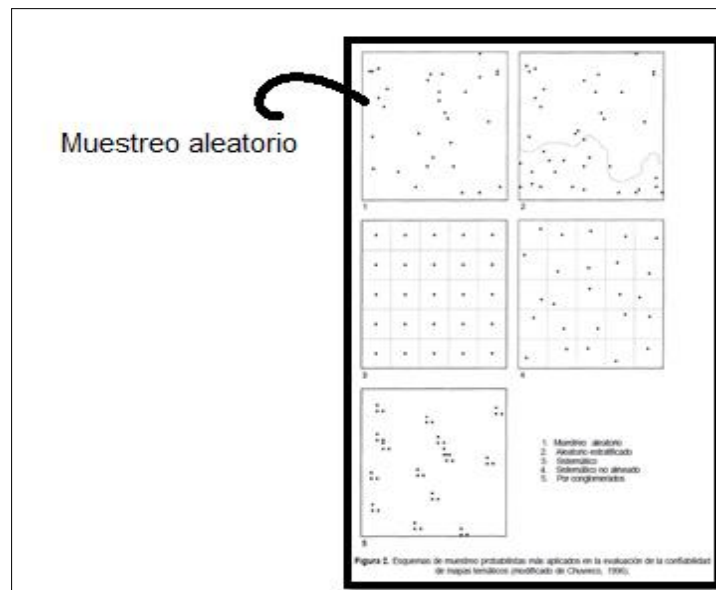 Muestreo aleatorio
1
2
3
4
5
1. Muestreo aleatorio
2. Aleatorio estratificado
3. Sistemático
4. Sistemático no alineado
5. Por conglomerados
Figura 2. Esquemas de muestreo probabilistas más aplicados en la evaluación de la confiabilidad
de mapas temáticos (modificado de Chuvieco, 1996).